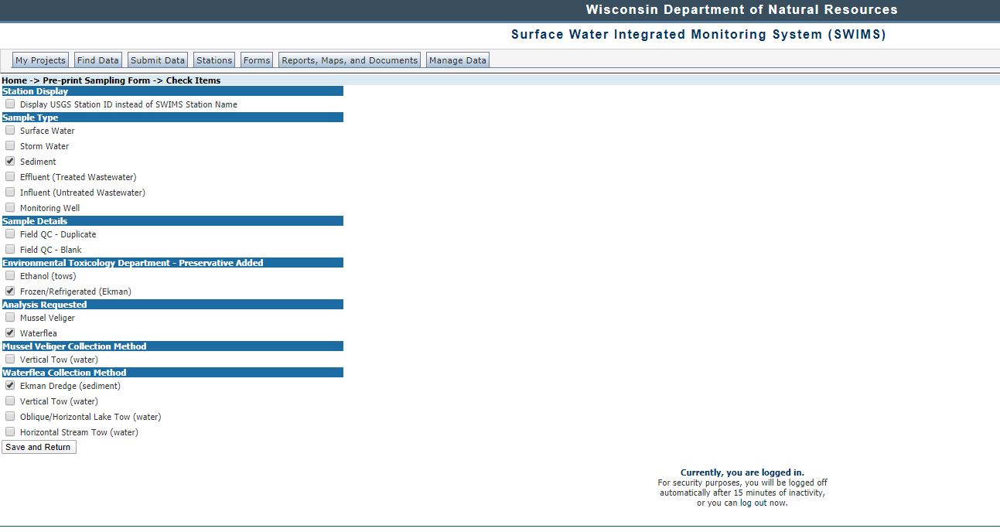 Wisconsin Department of Natural Resources
Surface Water Integrated Monitoring System (SWIMS)
My Projects Find Data Submit Data Stations Forms Reports, Maps, and Documents Manage Data
Home -> Pre-print Sampling Form -> Check Items
Station Display
Display USGS Station ID instead of SWIMS Station Name
Sample Type
Surface Water
Storm Water
Sediment
Effluent (Treated Wastewater)
Influent (Untreated Wastewater)
Monitoring Well
Sample Details
Field QC - Duplicate
Field QC - Blank
Environmental Toxicology Department - Preservative Added
Ethanol (tows)
Frozen/Refrigerated (Ekman)
Analysis Requested
Mussel Veliger
Waterflea
Mussel Veliger Collection Method
Vertical Tow (water)
Waterflea Collection Method
Ekman Dredge (sediment)
Vertical Tow (water)
Oblique/Horizontal Lake Tow (water)
Horizontal Stream Tow (water)
Save and Return
Currently, you are logged in.
For security purposes, you will be logged off
automatically after 15 minutes of inactivity,
or you can log out now.